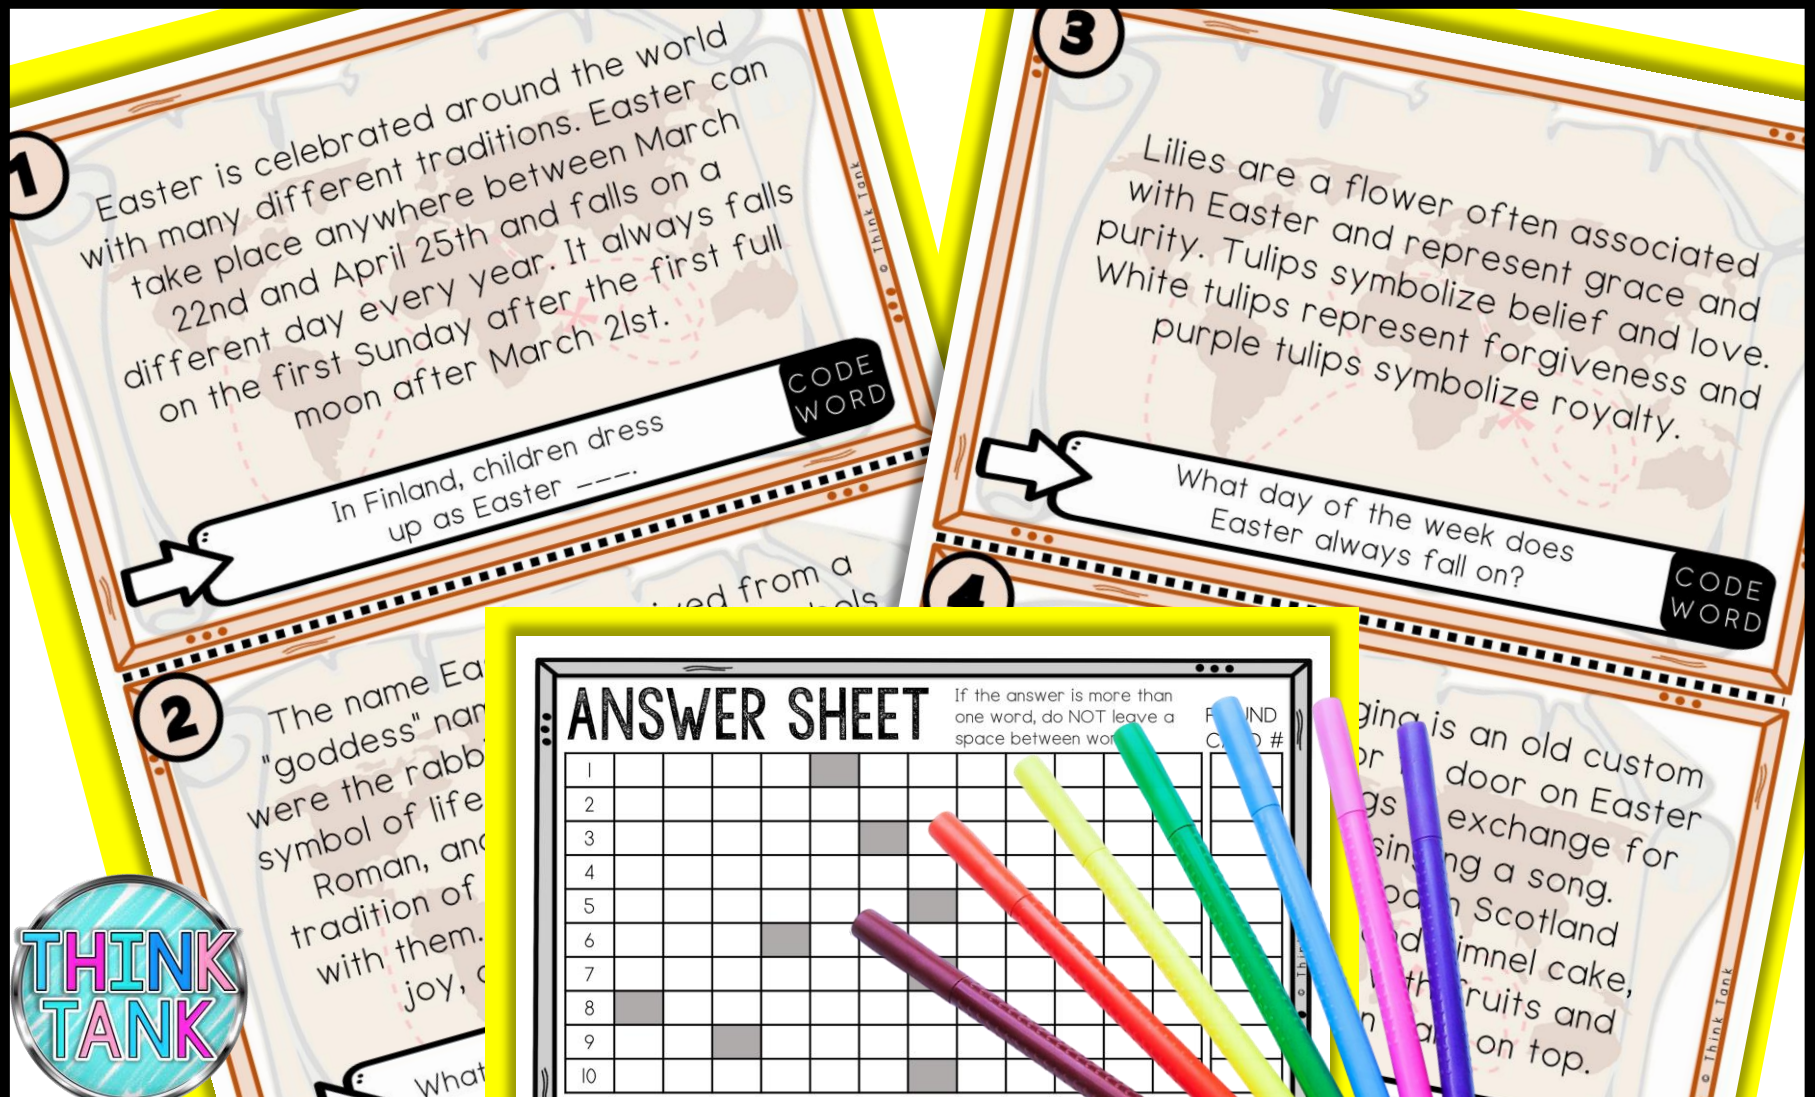 1
Easter is celebrated around the world
with many different traditions. Easter can
take place anywhere between March
22nd and April 25th and falls on a
different day every year. It always falls
on the first Sunday after the first full
moon after March 21st.
© Think Tank
In Finland, children dress
up as Easter ___.
CODE
WORD
3
Lilies are a flower often associated
with Easter and represent grace and
purity. Tulips symbolize belief and love.
White tulips represent forgiveness and
purple tulips symbolize royalty.
What day of the week does
Easter always fall on?
CODE
WORD
2
from a
The name
"goddess"
were the
symbol of life
Roman,
tradition of
with them.
joy,
What
4
is an old custom
door on Easter
exchange for
a song.
Scotland
cake,
and
on top.
© Think Tank
ANSWER SHEET
If the answer is more than
one word, do NOT leave a
space between
#
1
2
3
4
5
6
7
8
9
10
THINK
TANK